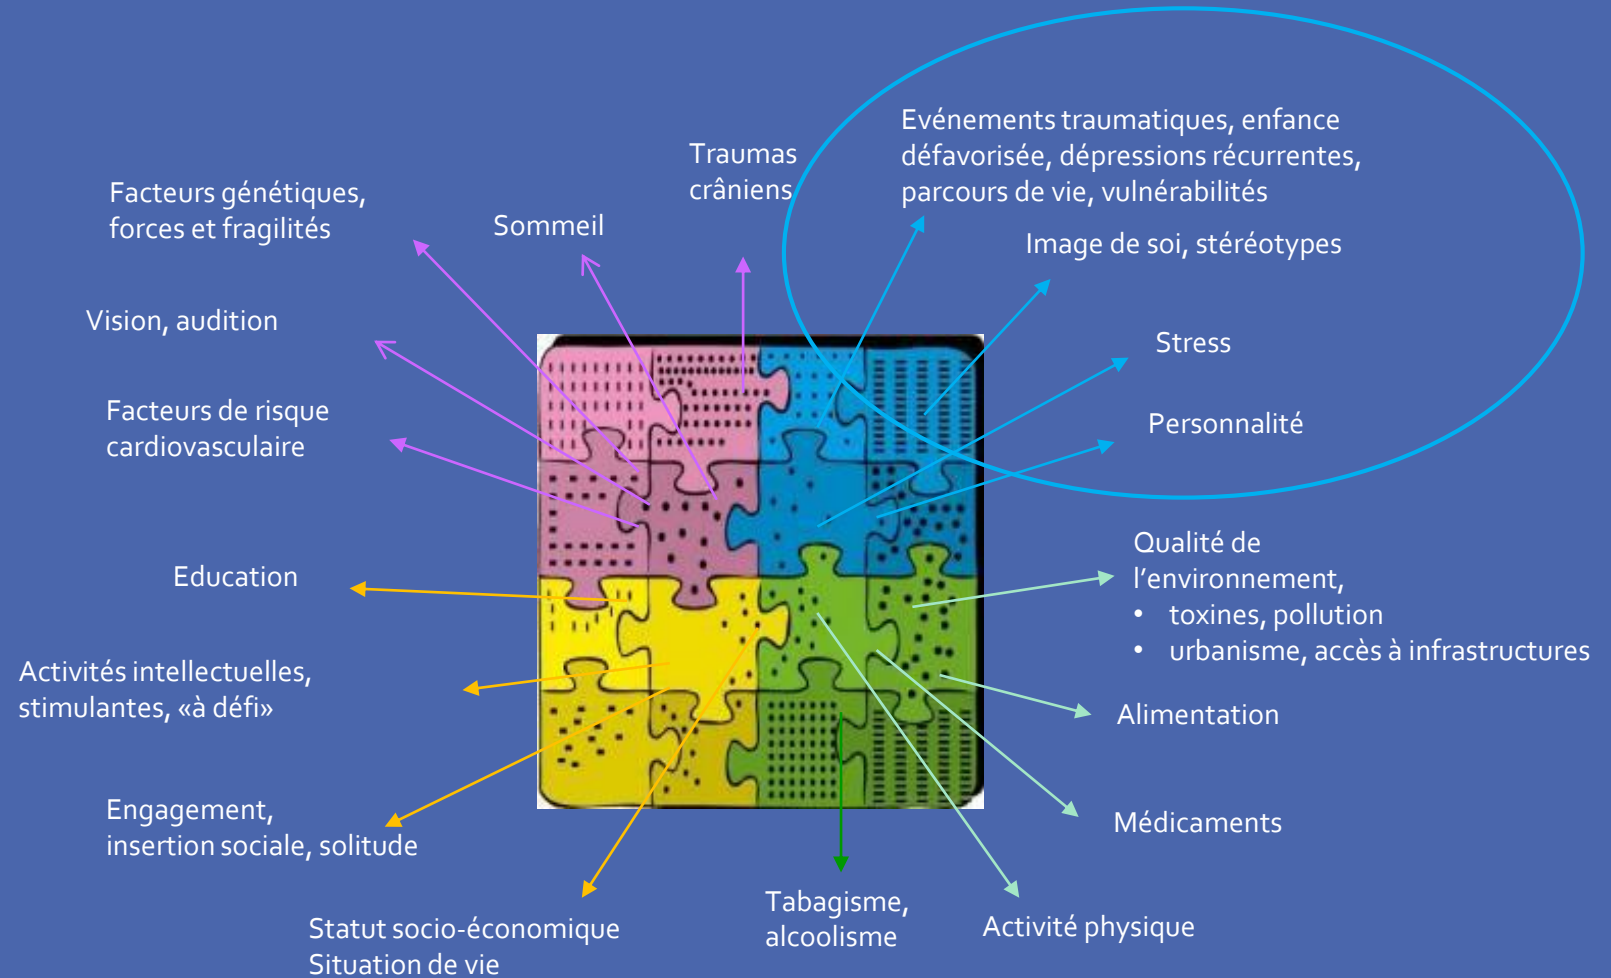 Evénements traumatiques, enfance
défavorisée, dépressions récurrentes,
parcours de vie, vulnérabilités
Traumas
crâniens
Facteurs génétiques,
forces et fragilités
Sommeil
Image de soi, stéréotypes
Vision, audition
Stress
Facteurs de risque
cardiovasculaire
Personnalité
Qualité de
l'environnement,
• toxines, pollution
• urbanisme, accès à infrastructures
Education
Activités intellectuelles,
stimulantes, «à défi»
Alimentation
Engagement,
insertion sociale, solitude
Médicaments
Tabagisme,
alcoolisme
Activité physique
Statut socio-économique
Situation de vie